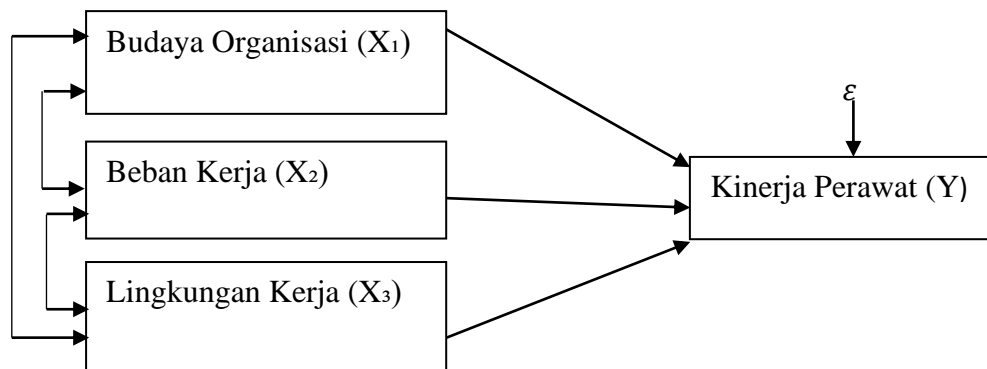 Budaya Organisasi (X₁)
ε
Beban Kerja (X₂)
Kinerja Perawat (Y)
Lingkungan Kerja (X₃)